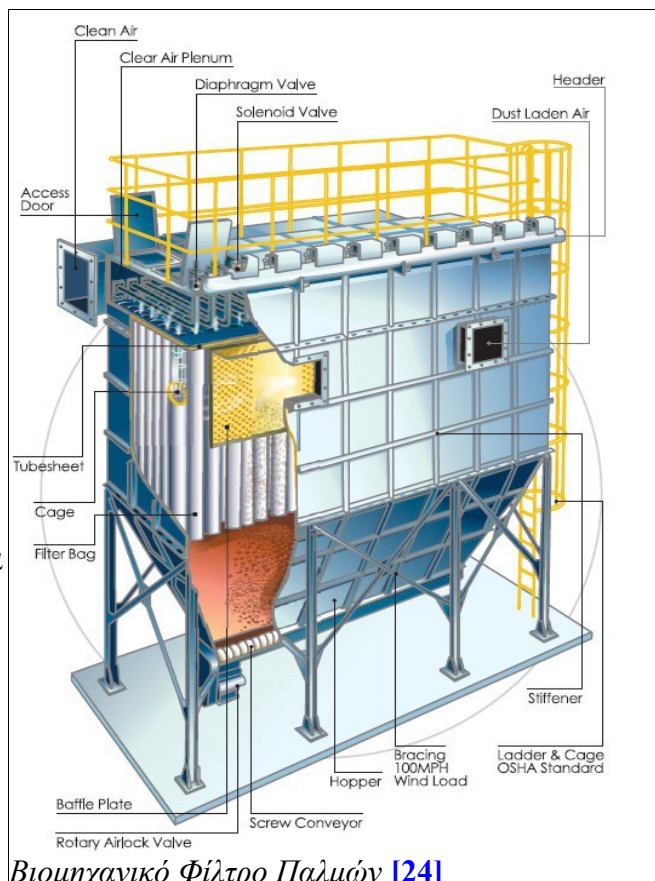 Clean Air
Clear Air Plenum
Diaphragm Valve
Solenoid Valve
Header
Dust Laden Air
Access
Door
Tubesheet
Cage
Filter Bag
Stiffener
Bracing
100MPH
Wind Load
Ladder & Cage
OSHA Standard
Hopper
Baffle Plate
Screw Conveyor
Rotary Airlock Valve
Βιομηχανικό Φίλτρο Παλμών [24]